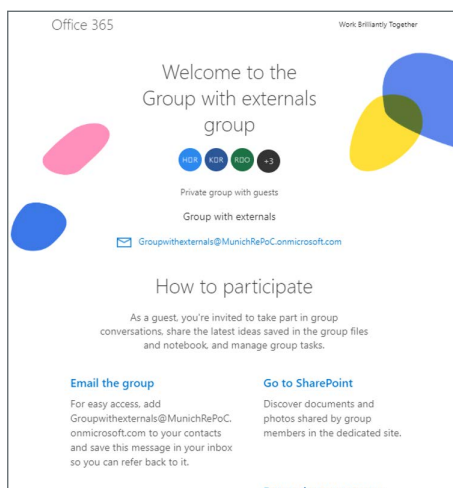 Office 365
Work Brilliantly Together
Welcome to the
Group with externals
group
HDR KDR RDO +3
Private group with guests
Group with externals
Groupwithexternals@MunichRePoC.onmicrosoft.com
How to participate
As a guest, you're invited to take part in group
conversations, share the latest ideas saved in the group files
and notebook, and manage group tasks.
Email the group
For easy access, add
Groupwithexternals@MunichRePoC.
onmicrosoft.com to your contacts
and save this message in your inbox
so you can refer back to it.
Go to SharePoint
Discover documents and
photos shared by group
members in the dedicated site.